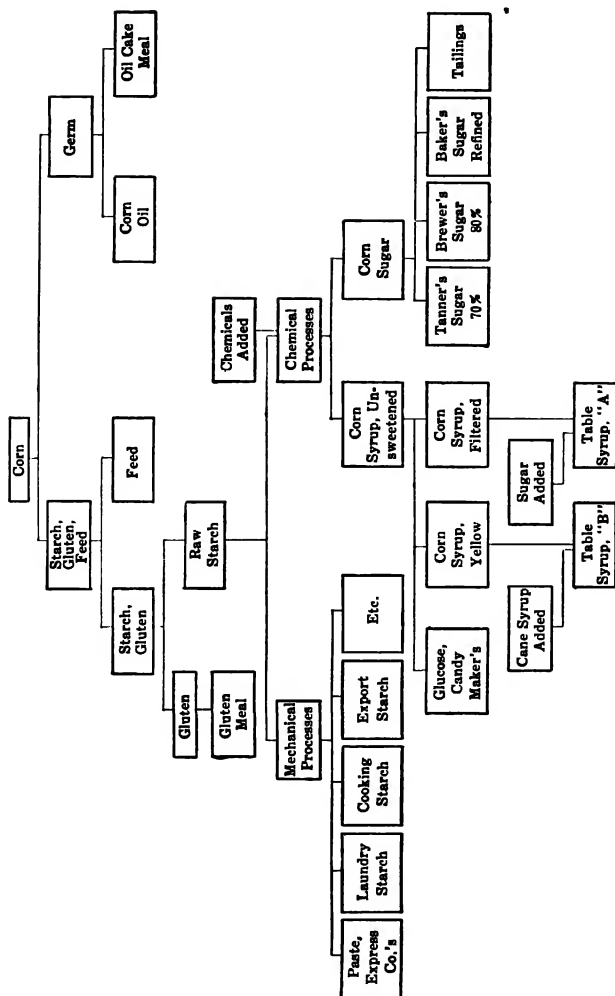 Corn
Starch,
Gluten,
Feed
Germ
Starch,
Gluten
Feed
Corn
Oil
Oil Cake
Meal
Gluten
Raw
Starch
Gluten
Meal
Chemicals
Added
Mechanical
Processes
Chemical
Processes
Paste,
Express
Co.'s
Laundry
Starch
Cooking
Starch
Export
Starch
Etc.
Corn
Syrup, Un-
sweetened
Corn
Sugar
Glucose,
Candy
Maker's
Corn
Syrup,
Yellow
Corn
Syrup,
Filtered
Tanner's
Sugar
70%
Brewer's
Sugar
80%
Baker's
Sugar
Refined
Tailings
Cane Syrup
Added
Sugar
Added
Table
Syrup, "B"
Table
Syrup, "A"